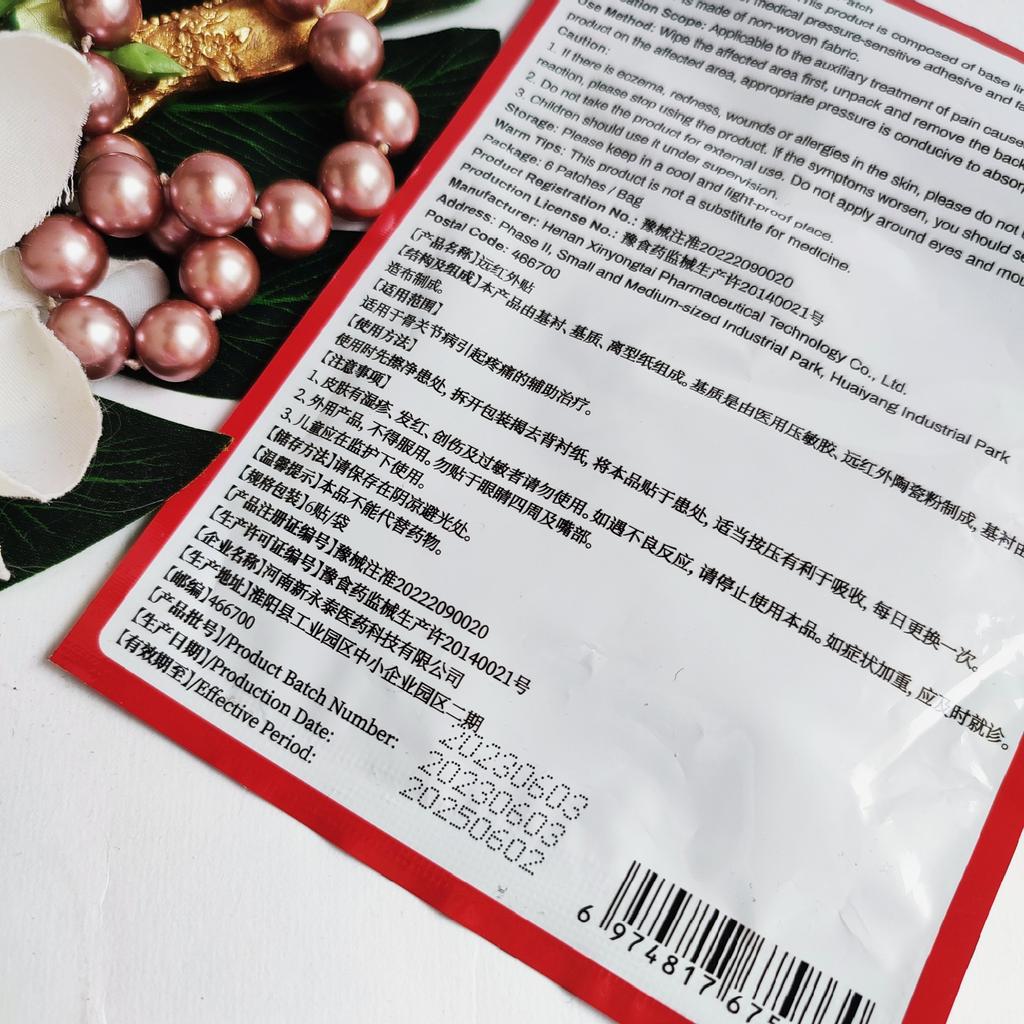 This product is composed of base lin
medical pressure-sensitive adhesive and fa
is made of non-woven fabric.
Scope: Applicable to the auxiliary treatment of pain cause
Use Method: Wipe the affected area first, unpack and remove the back
product on the affected area, appropriate pressure is conducive to absor
Caution:
1. If there is eczema, redness, wounds or allergies in the skin, please do not
reaction, please stop using the product. If the symptoms worsen, you should se
2. Do not take the product for external use. Do not apply around eyes and mou
3. Children should use it under supervision.
Storage: Please keep in a cool and light-proof place.
Warm Tips: This product is not a substitute for medicine.
Package: 6 Patches / Bag
Product Registration No.: 豫械注准20222090020
Production License No.: 豫食药监械生产许20140021号
Manufacturer: Henan Xinyongtai Pharmaceutical Technology Co., Ltd.
Address: Phase II, Small and Medium-sized Industrial Park, Huaiyang Industrial Park
Postal Code: 466700
【产品名称】远红外贴
【结构及组成】本产品由基衬、基质、离型纸组成。基质是由医用压敏胶、远红外陶瓷粉制成,基衬由
造布制成。
【适用范围】
适用于骨关节病引起疼痛的辅助治疗。
【使用方法】
使用时先擦净患处,拆开包装揭去背衬纸,将本品贴于患处,适当按压有利于吸收,每日更换一次。
【注意事项】
1、皮肤有湿疹、发红、创伤及过敏者请勿使用。如遇不良反应,请停止使用本品。如症状加重,应及时就诊。
2、外用产品,不得服用。勿贴于眼睛四周及嘴部。
3、儿童应在监护下使用。
【储存方法】请保存在阴凉避光处。
【温馨提示】本品不能代替药物。
【规格包装】6贴/袋
【产品注册证编号】豫械注准20222090020
【生产许可证编号】豫食药监械生产许20140021号
【企业名称】河南新永泰医药科技有限公司
【生产地址】淮阳县工业园区中小企业园区二期
【邮编】466700
【产品批号】/Product Batch Number: 20230603
【生产日期】/Production Date: 20230603
【有效期至】/Effective Period: 20250602
6 974817 675